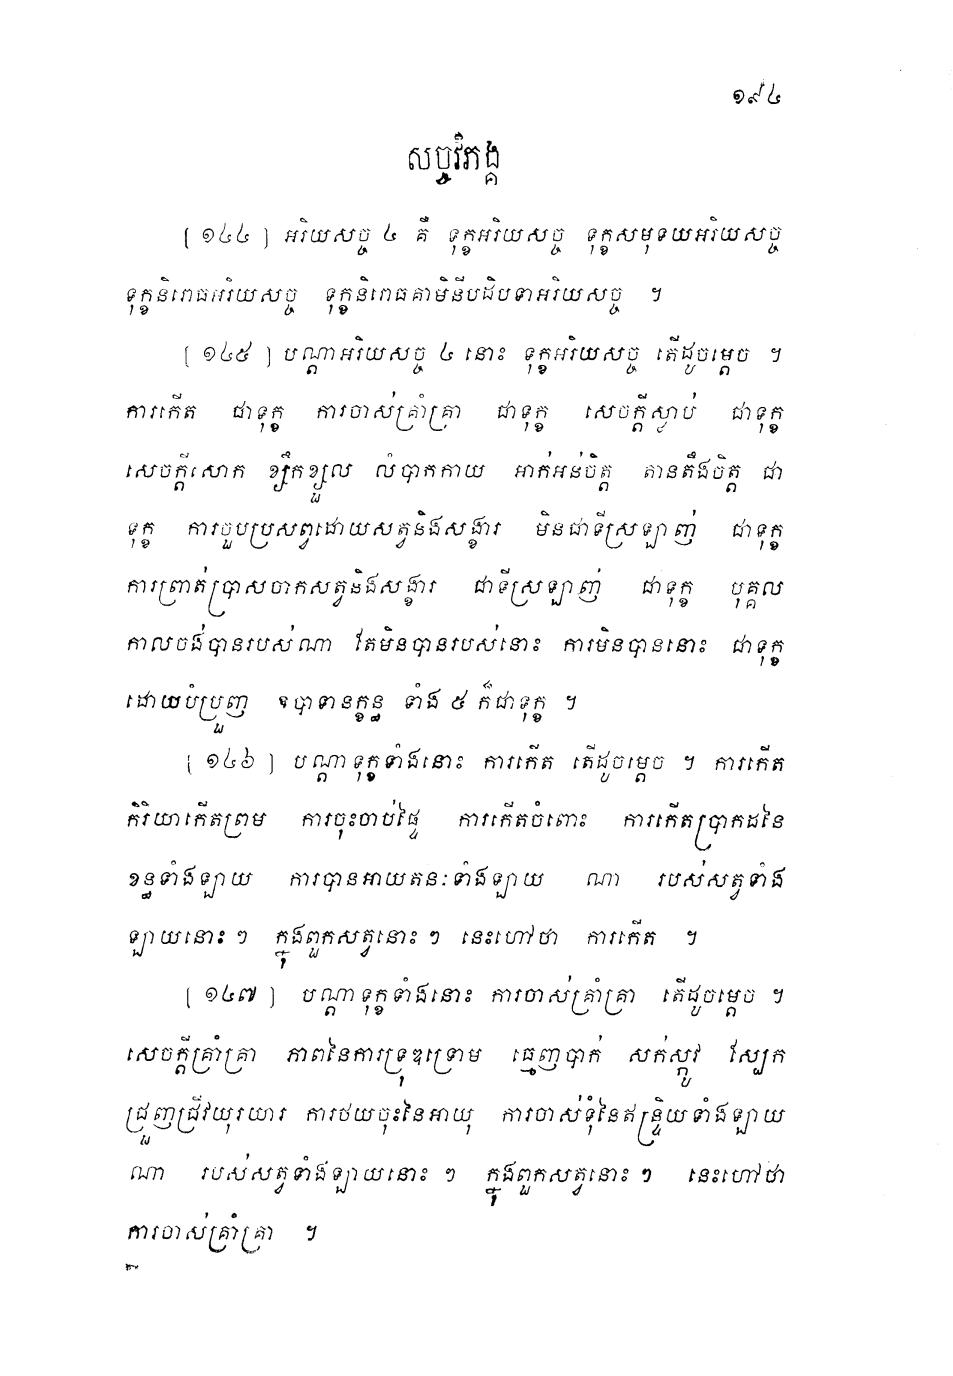 ១៩៤
សច្ចវិភង្គ
[ ១៤៤ ] អរិយសច្ច ៤ គឺ ទុក្ខអរិយសច្ច ទុក្ខសមុទយអរិយសច្ច
ទុក្ខនិរោធអរិយសច្ច ទុក្ខនិរោធគាមិនីបដិបទាអរិយសច្ច ។
[ ១៤៥ ] បណ្តាអរិយសច្ច ៤ នោះ ទុក្ខអរិយសច្ច តើដូចម្តេច ។
ការកើត ជាទុក្ខ ការចាស់គ្រាំគ្រា ជាទុក្ខ សេចក្តីស្លាប់ ជាទុក្ខ
សេចក្តីសោក ខ្សឹកខ្សួល លំបាកកាយ អាក់អន់ចិត្ត តានតឹងចិត្ត ជា
ទុក្ខ ការជួបប្រសព្វដោយសត្វនិងសង្ខារ មិនជាទីស្រឡាញ់ ជាទុក្ខ
ការព្រាត់ប្រាសចាកសត្វនិងសង្ខារ ជាទីស្រឡាញ់ ជាទុក្ខ បុគ្គល
កាលចង់បានរបស់ណា តែមិនបានរបស់នោះ ការមិនបាននោះ ជាទុក្ខ
ដោយបំប្រួញ ឧបាទានក្ខន្ធ ទាំង ៥ ក៏ជាទុក្ខ ។
[ ១៤៦ ] បណ្តាទុក្ខទាំងនោះ ការកើត តើដូចម្តេច ។ ការកើត
កិរិយាកើតព្រម ការចុះចាប់ផ្ទៃ ការកើតចំពោះ ការកើតប្រាកដនៃ
ខន្ធទាំងឡាយ ការបានអាយតនៈទាំងឡាយ ណា របស់សត្វទាំង
ឡាយនោះ ៗ ក្នុងពួកសត្វនោះ ៗ នេះហៅថា ការកើត ។
[ ១៤៧ ] បណ្តាទុក្ខទាំងនោះ ការចាស់គ្រាំគ្រា តើដូចម្តេច ។
សេចក្តីគ្រាំគ្រា ភាពនៃការទ្រុឌទ្រោម ធ្មេញបាក់ សក់ស្កូវ ស្បែក
ជ្រួញជ្រីវយុរយារ ការថយចុះនៃអាយុ ការចាស់ទុំនៃឥន្ទ្រិយទាំងឡាយ
ណា របស់សត្វទាំងឡាយនោះ ៗ ក្នុងពួកសត្វនោះ ៗ នេះហៅថា
ការចាស់គ្រាំគ្រា ។